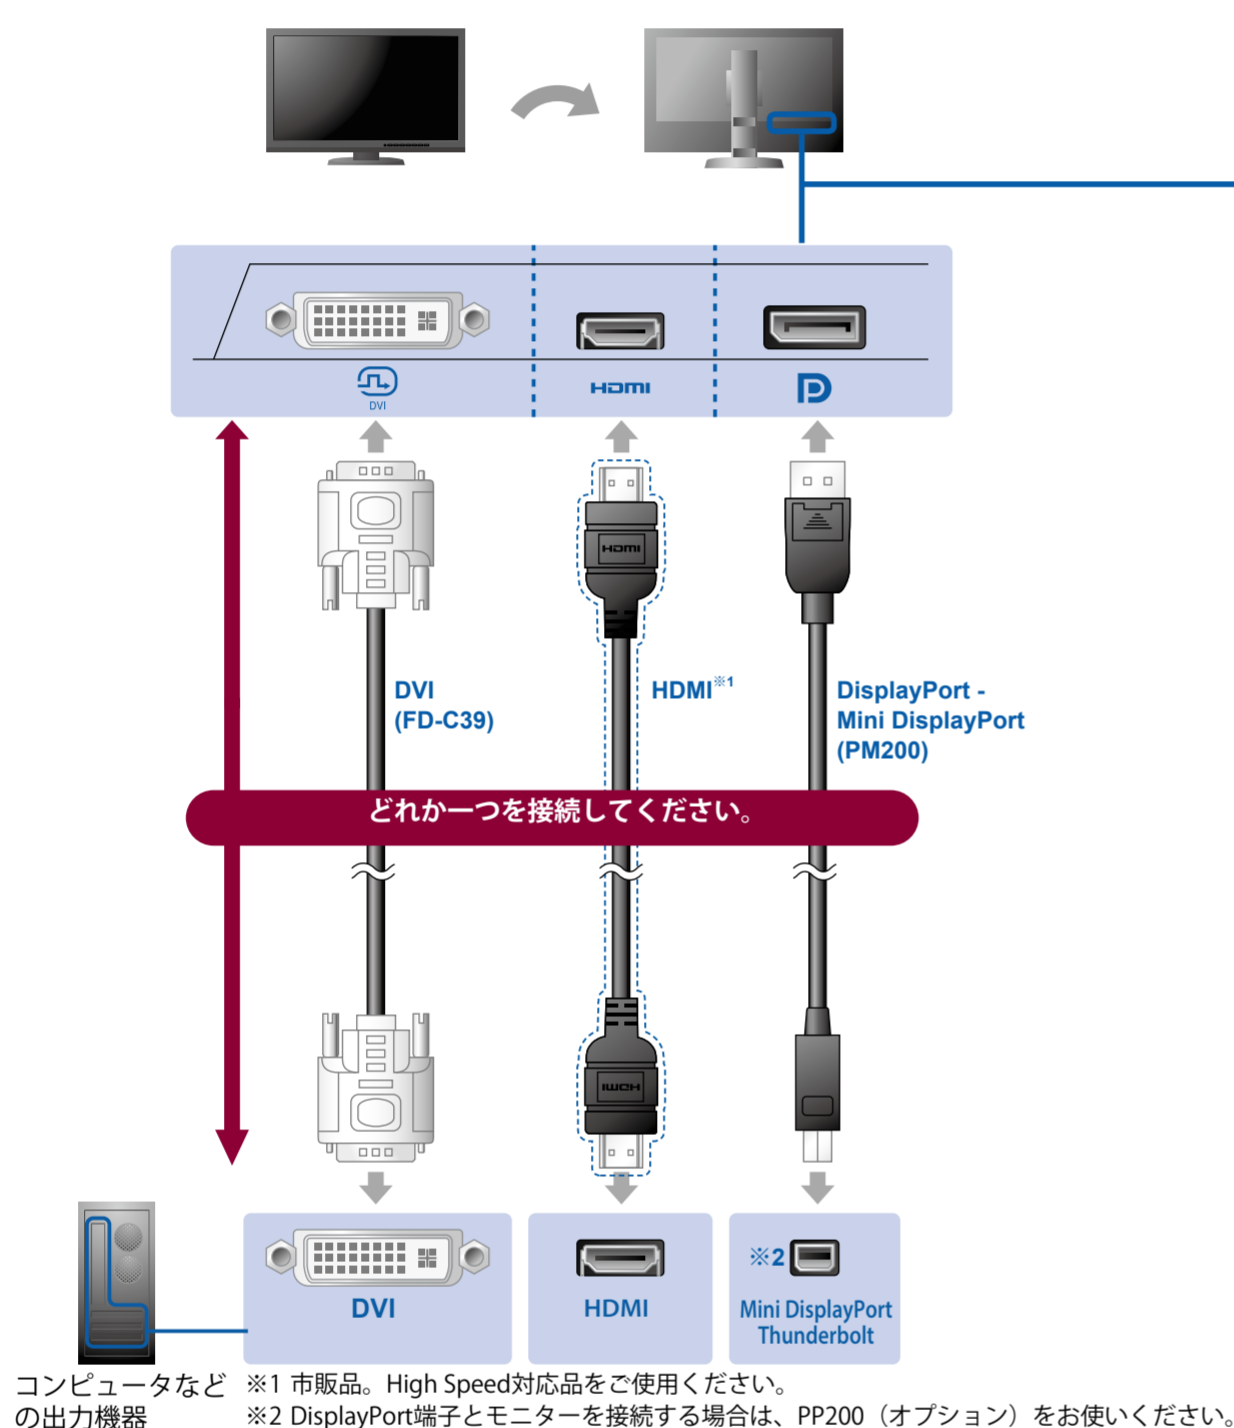 DVI
HDMI
HDMI
HDMI
DVI
(FD-C39)
HDMI※1
DisplayPort -
Mini DisplayPort
(PM200)
どれか一つを接続してください。
HDMI
DVI
HDMI
※2
Mini DisplayPort
Thunderbolt
コンピュータなど
の出力機器
※1 市販品。High Speed対応品をご使用ください。
※2 DisplayPort端子とモニターを接続する場合は、PP200（オプション）をお使いください。